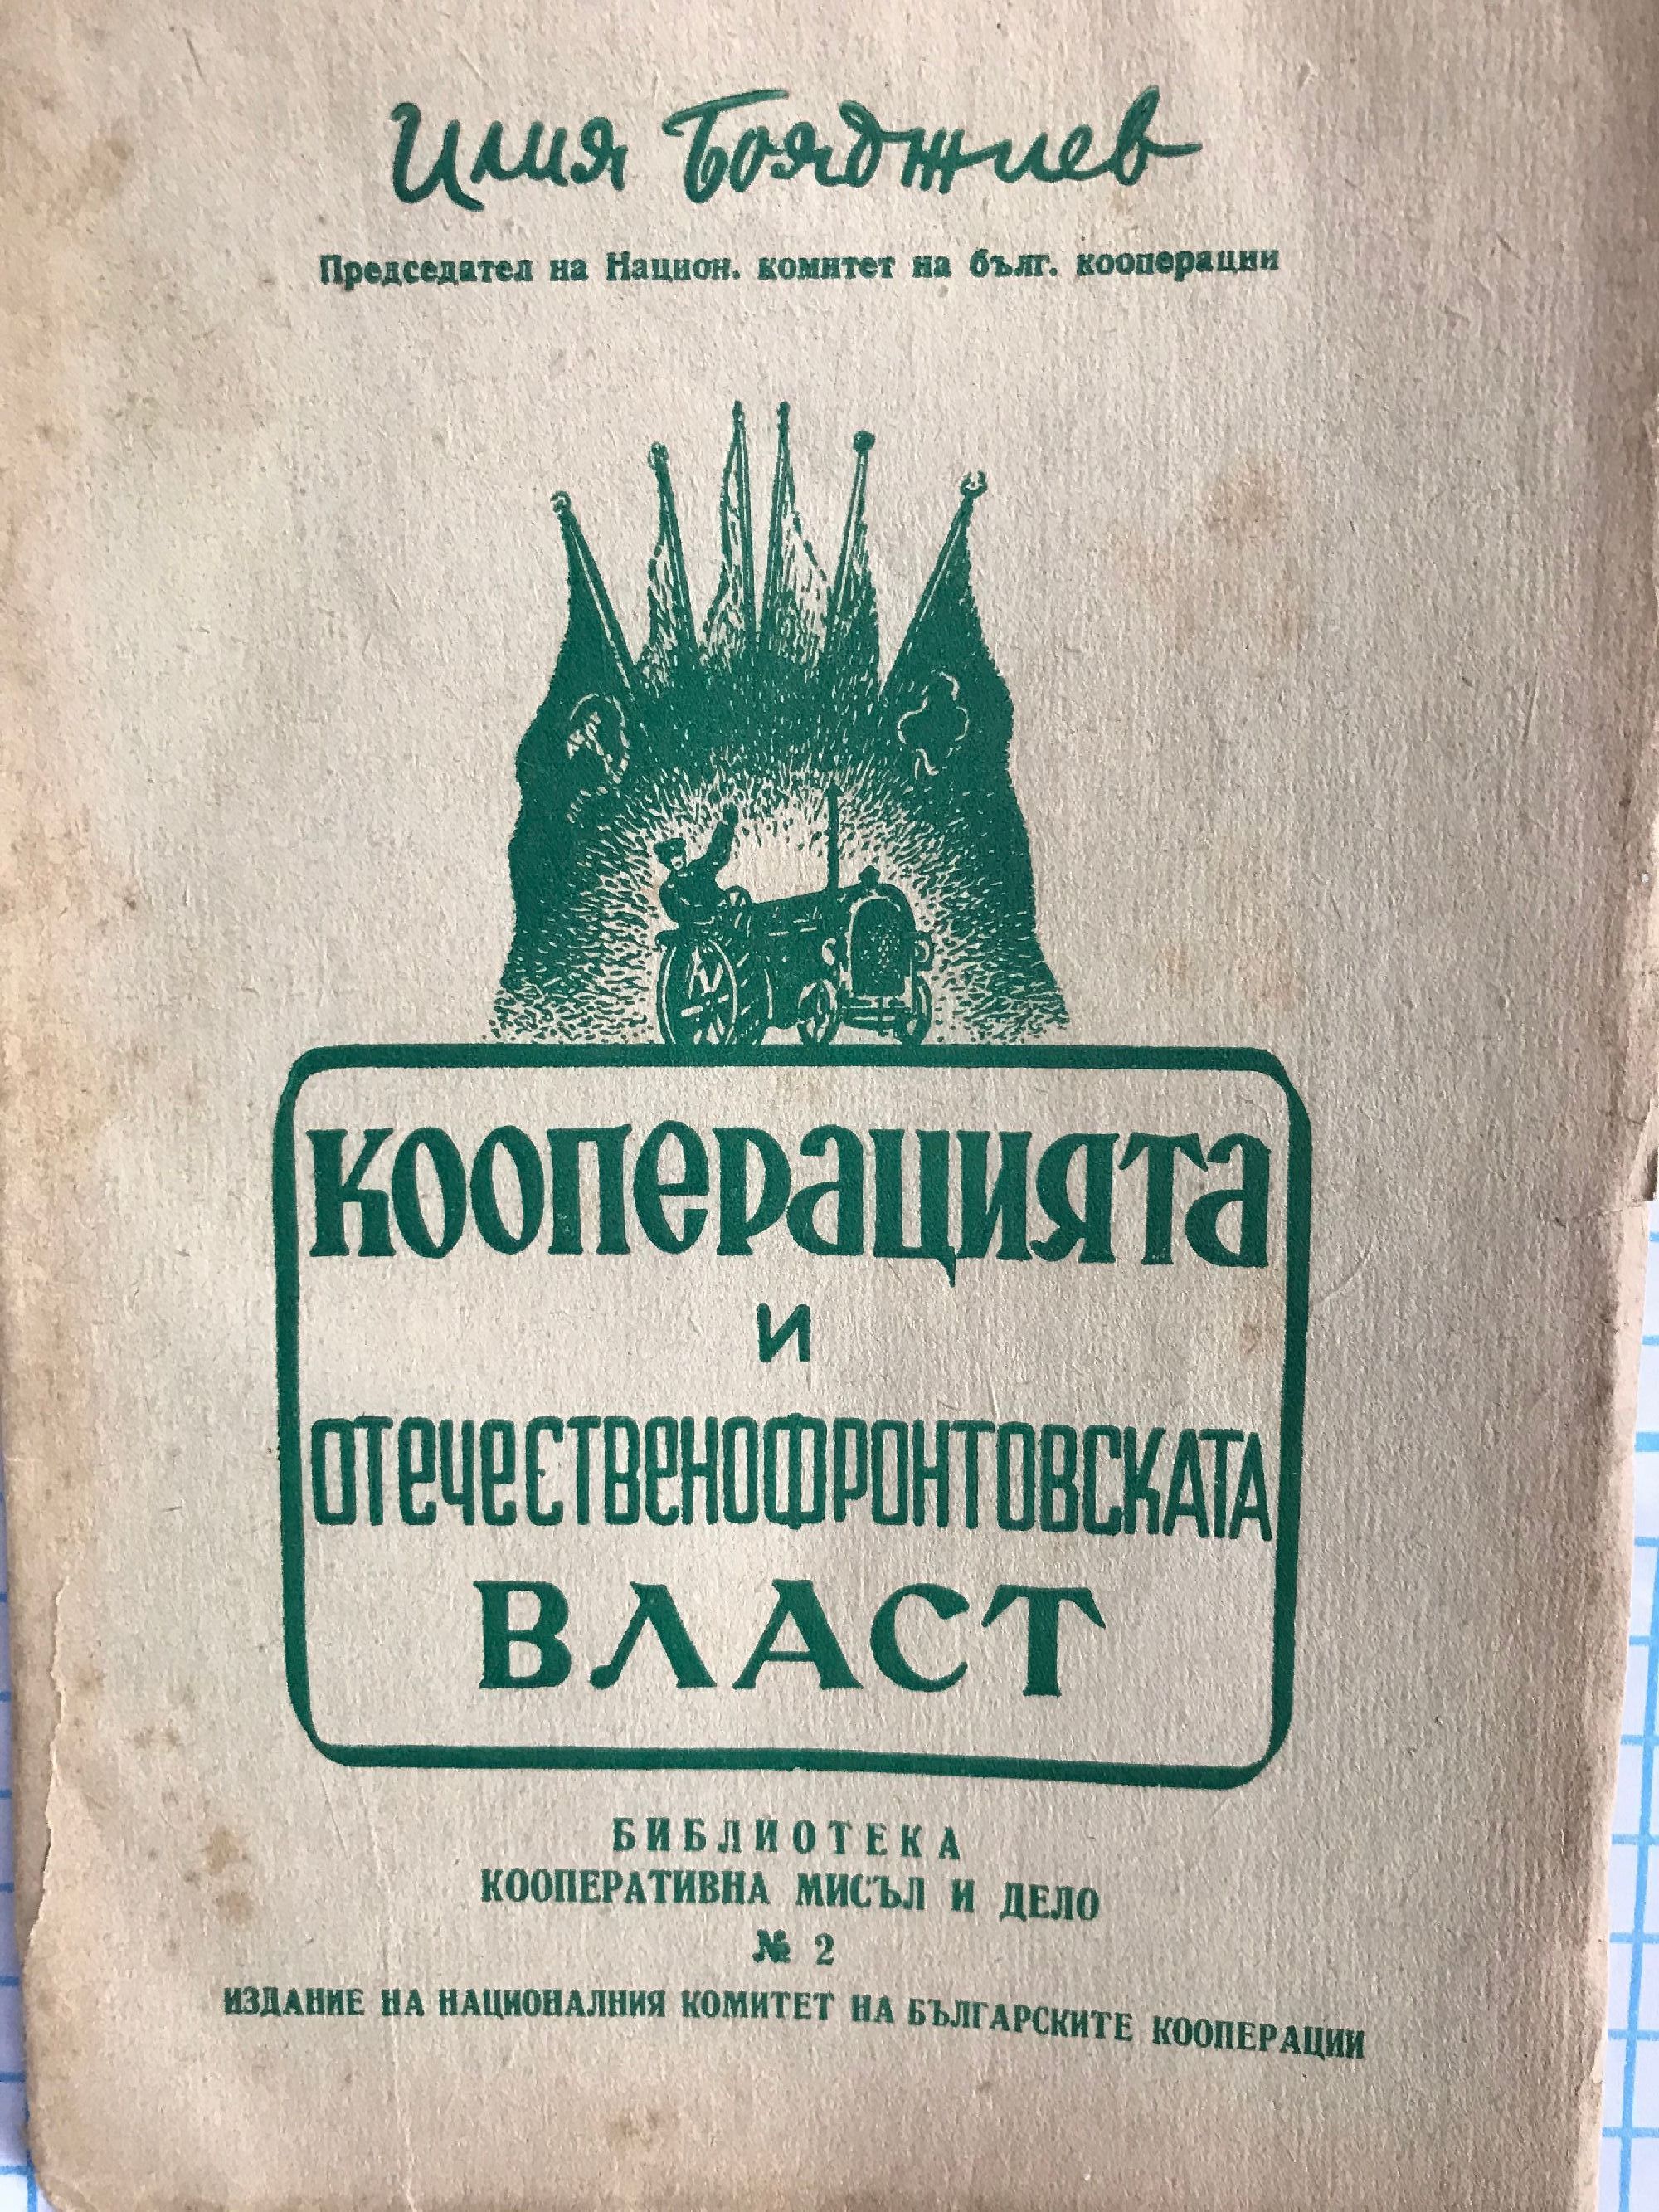 Илия Бояджиев
Председател на Национ. комитет на бълг. кооперации
кооперацията
и
отечественофронтовската
ВЛАСТ
БИБЛИОТЕКА
КООПЕРАТИВНА МИСЪЛ И ДЕЛО
№ 2
ИЗДАНИЕ НА НАЦИОНАЛНИЯ КОМИТЕТ НА БЪЛГАРСКИТЕ КООПЕРАЦИИ